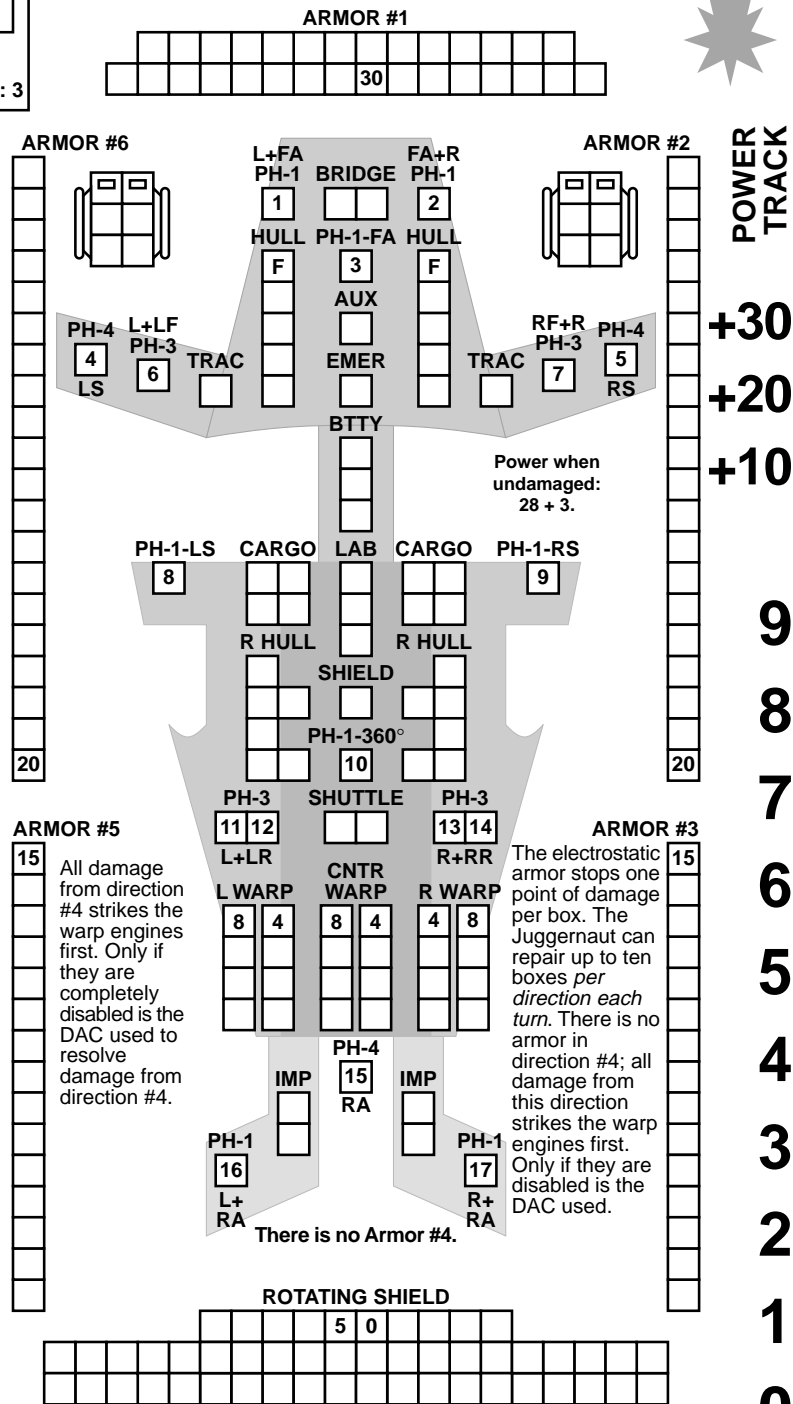 ARMOR #1
30
: 3
ARMOR #6
ARMOR #2
POWER
TRACK
L+FA
PH-1
BRIDGE
FA+R
PH-1
1
2
HULL
PH-1-FA
HULL
F
3
F
AUX
+30
PH-4
L+LF
PH-3
RF+R
PH-3
PH-4
4
6
TRAC
EMER
TRAC
7
5
LS
RS
+20
BTTY
+10
Power when
undamaged:
28 + 3.
PH-1-LS
CARGO
LAB
CARGO
PH-1-RS
8
9
9
R HULL
R HULL
SHIELD
8
PH-1-360°
20
10
20
7
PH-3
SHUTTLE
PH-3
ARMOR #5
11 12
13 14
ARMOR #3
L+LR
R+RR
15
15
All damage
from direction
#4 strikes the
warp engines
first. Only if
they are
completely
disabled is the
DAC used to
resolve
damage from
direction #4.
The electrostatic
armor stops one
point of damage
per box. The
Juggernaut can
repair up to ten
boxes per
direction each
turn. There is no
armor in
direction #4; all
damage from
this direction
strikes the warp
engines first.
Only if they are
disabled is the
DAC used.
6
L WARP
CNTR
WARP
R WARP
8 4
8 4
4 8
5
PH-4
15
RA
4
IMP
IMP
3
PH-1
16
L+
RA
PH-1
17
R+
RA
There is no Armor #4.
2
ROTATING SHIELD
5 0
1
0